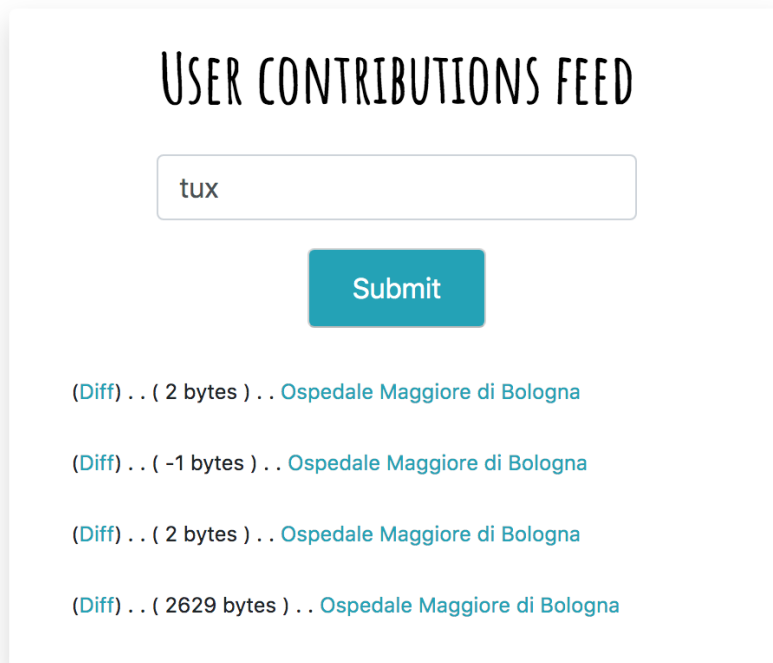 User contributions feed
tux
Submit
(Diff) . . ( 2 bytes ) . . Ospedale Maggiore di Bologna
(Diff) . . ( -1 bytes ) . . Ospedale Maggiore di Bologna
(Diff) . . ( 2 bytes ) . . Ospedale Maggiore di Bologna
(Diff) . . ( 2629 bytes ) . . Ospedale Maggiore di Bologna